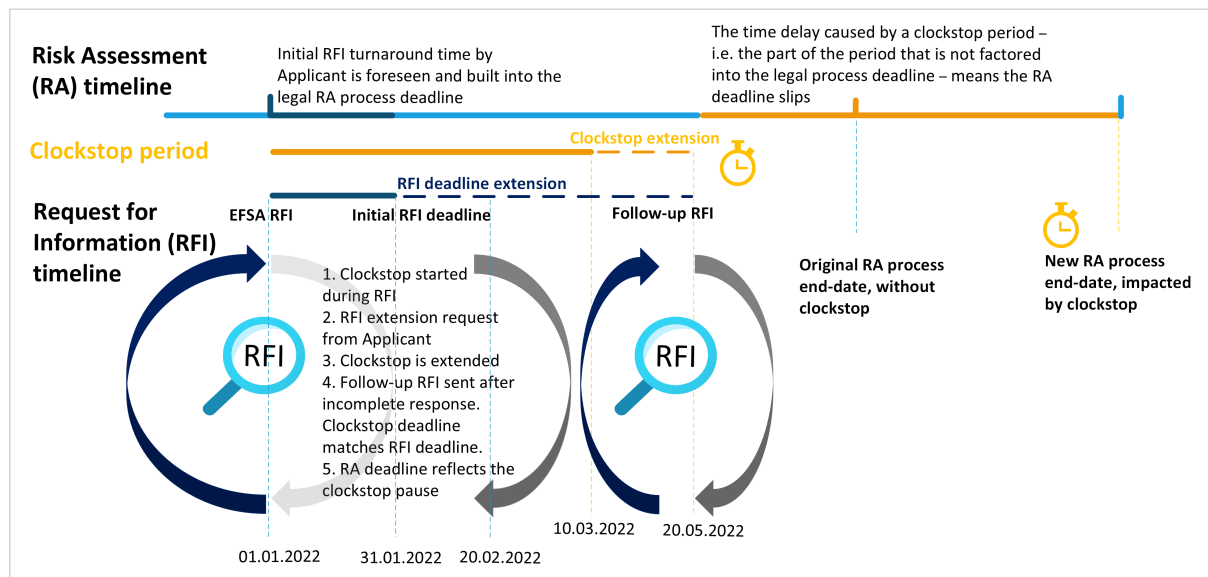 Risk Assessment
(RA) timeline
Initial RFI turnaround time by
Applicant is foreseen and built into the
legal RA process deadline
The time delay caused by a clockstop period –
i.e. the part of the period that is not factored
into the legal process deadline – means the RA
deadline slips
Clockstop period
Clockstop extension
RFI deadline extension
Request for
Information (RFI)
timeline
EFSA RFI
Initial RFI deadline
Follow-up RFI
RFI
1. Clockstop started
during RFI
2. RFI extension request
from Applicant
3. Clockstop is extended
4. Follow-up RFI sent after
incomplete response.
Clockstop deadline
matches RFI deadline.
5. RA deadline reflects the
clockstop pause
RFI
Original RA process
end-date, without
clockstop
New RA process
end-date, impacted
by clockstop
01.01.2022
31.01.2022
20.02.2022
10.03.2022
20.05.2022